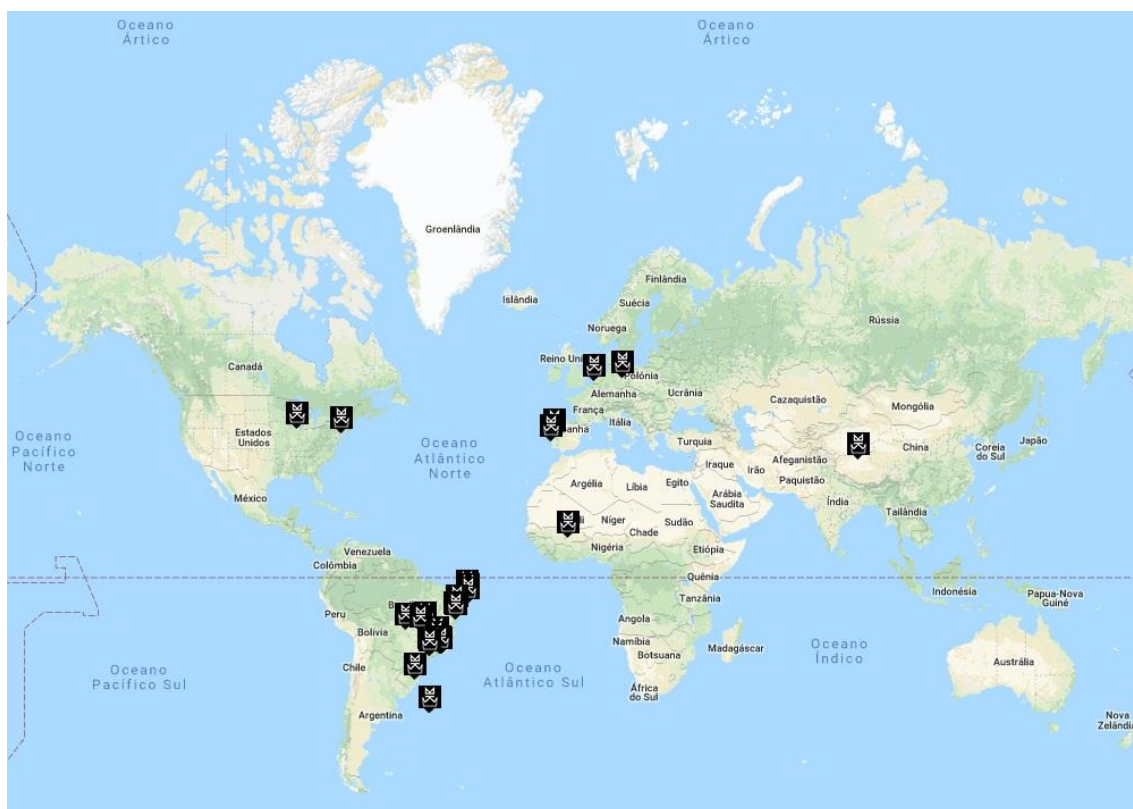 Oceano
Ártico
Oceano
Ártico
Groenlândia
Finlândia
Islândia
Suécia
Rússia
Noruega
Canadá
Reino Uni
Polónia
Alemanha
Ucrânia
Cazaquistão
Mongólia
França
Itália
Estados
Unidos
anha
Oceano
Pacífico
Norte
Oceano
Atlântico
Norte
Turquia
China
Coreia
do Sul
Japão
Afeganistão
Iraque
Irão
Paquistão
Argélia
Líbia
Egito
Arábia
Saudita
Índia
México
Tailândia
Níger
Sudão
Chade
Nigéria
Etiópia
Venezuela
Colômbia
Quênia
Indonésia
Papua-Nova
Guiné
Tanzânia
Peru
B
Bolívia
Angola
Namíbia
Botsuana
Madagáscar
Oceano
Índico
Oceano
Pacífico Sul
Chile
Oceano
Atlântico Sul
Austrália
África
do Sul
Argentina
Nova
Zelând